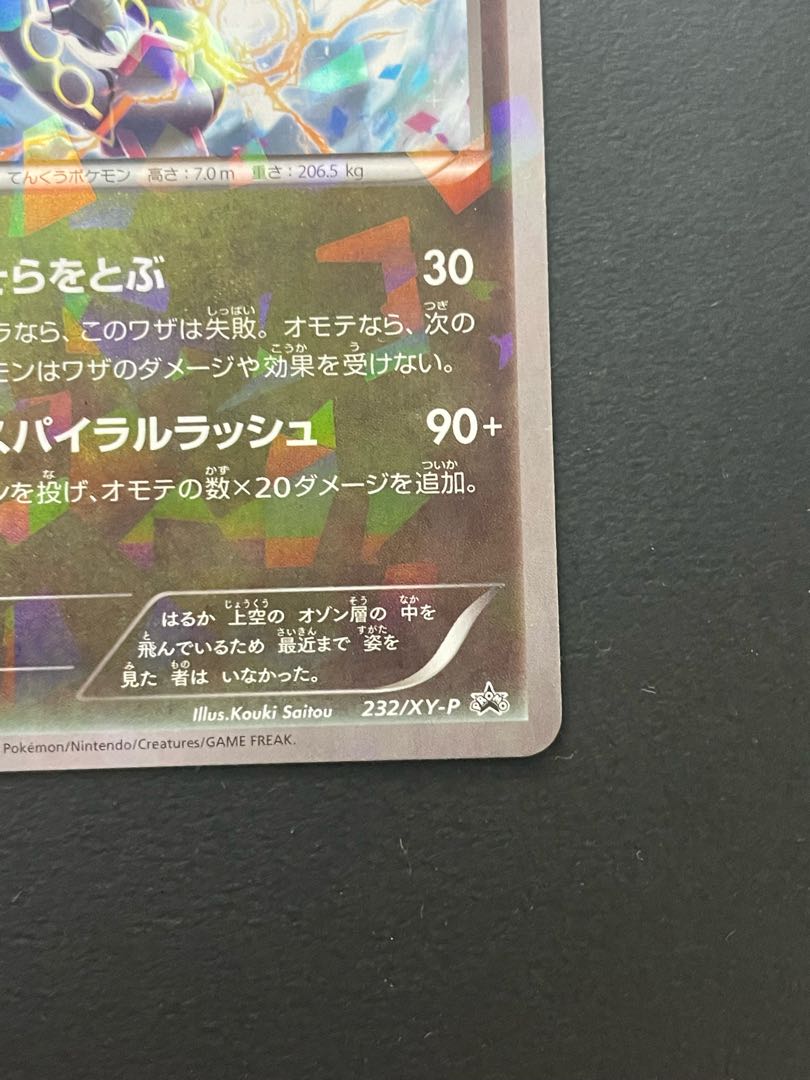 てんくうポケモン 高さ:7.0m 重さ:206.5 kg
そらをとぶ 30
ラなら、このワザは失敗。オモテなら、次の
モンはワザのダメージや効果を受けない。
スパイラルラッシュ 90+
ンを投げ、オモテの数×20ダメージを追加。
はるか 上空の オゾン層の 中を
飛んでいるため 最近まで 姿を
見た 者は いなかった。
Illus.Kouki Saitou 232/XY-P PROMO
Pokémon/Nintendo/Creatures/GAME FREAK.